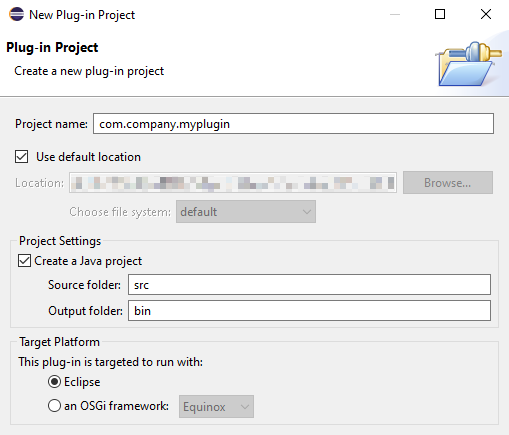 New Plug-in Project
Plug-in Project
Create a new plug-in project
Project name: com.company.myplugin
Use default location
Location: Browse...
Choose file system: default
Project Settings
Create a Java project
Source folder: src
Output folder: bin
Target Platform
This plug-in is targeted to run with:
Eclipse
an OSGi framework: Equinox